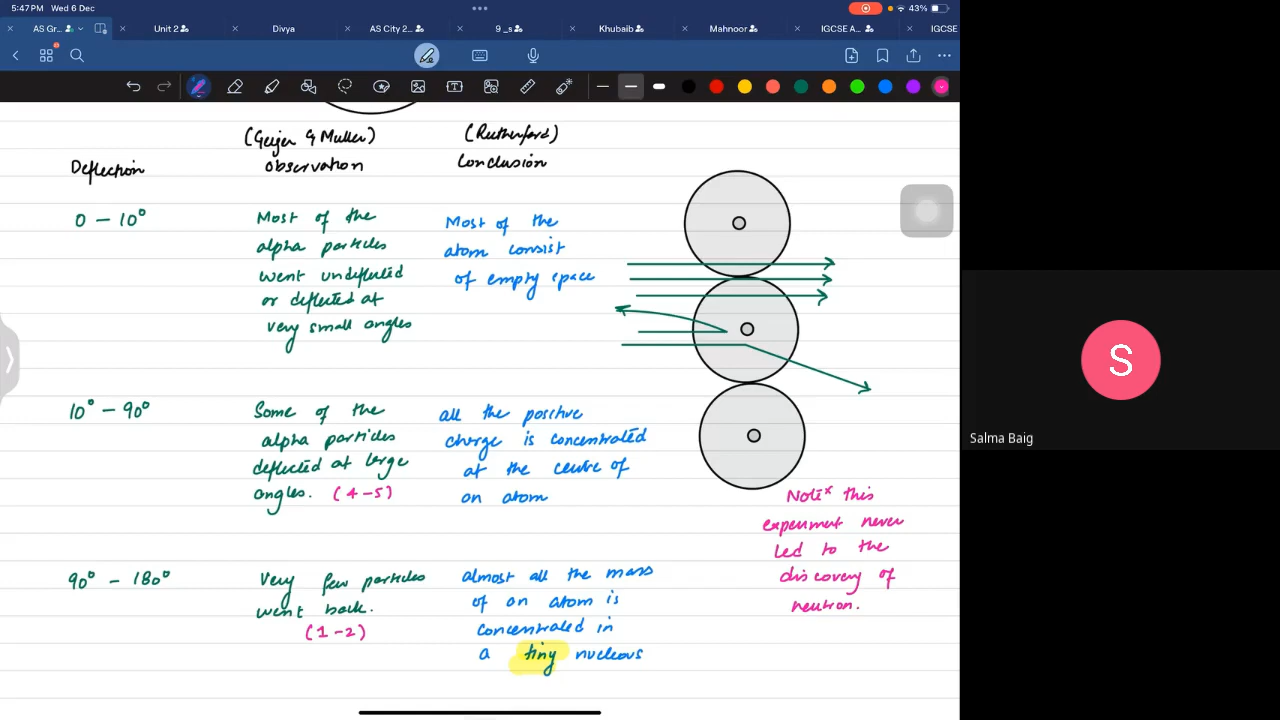 5:47 PM Wed 6 Dec
43%
AS Gr...
Unit 2
Divya
AS City 2...
9 _s
Khubaib
Mahnoor
IGCSE A...
IGCSE
(Geiger & Muller)
(Rutherford)
Deflection
observation
Conclusion
0 – 10°
Most of the
alpha particles
went undeflected
or deflected at
very small angles
Most of the
atom consist
of empty space
10° – 90°
Some of the
alpha particles
deflected at large
angles. (4-5)
all the positive
charge is concentrated
at the centre of
an atom
90° – 180°
Very few particles
went back.
(1-2)
almost all the mass
of an atom is
concentrated in
a tiny nucleous
Note* this
experiment never
led to the
discovery of
neutron.
S
Salma Baig